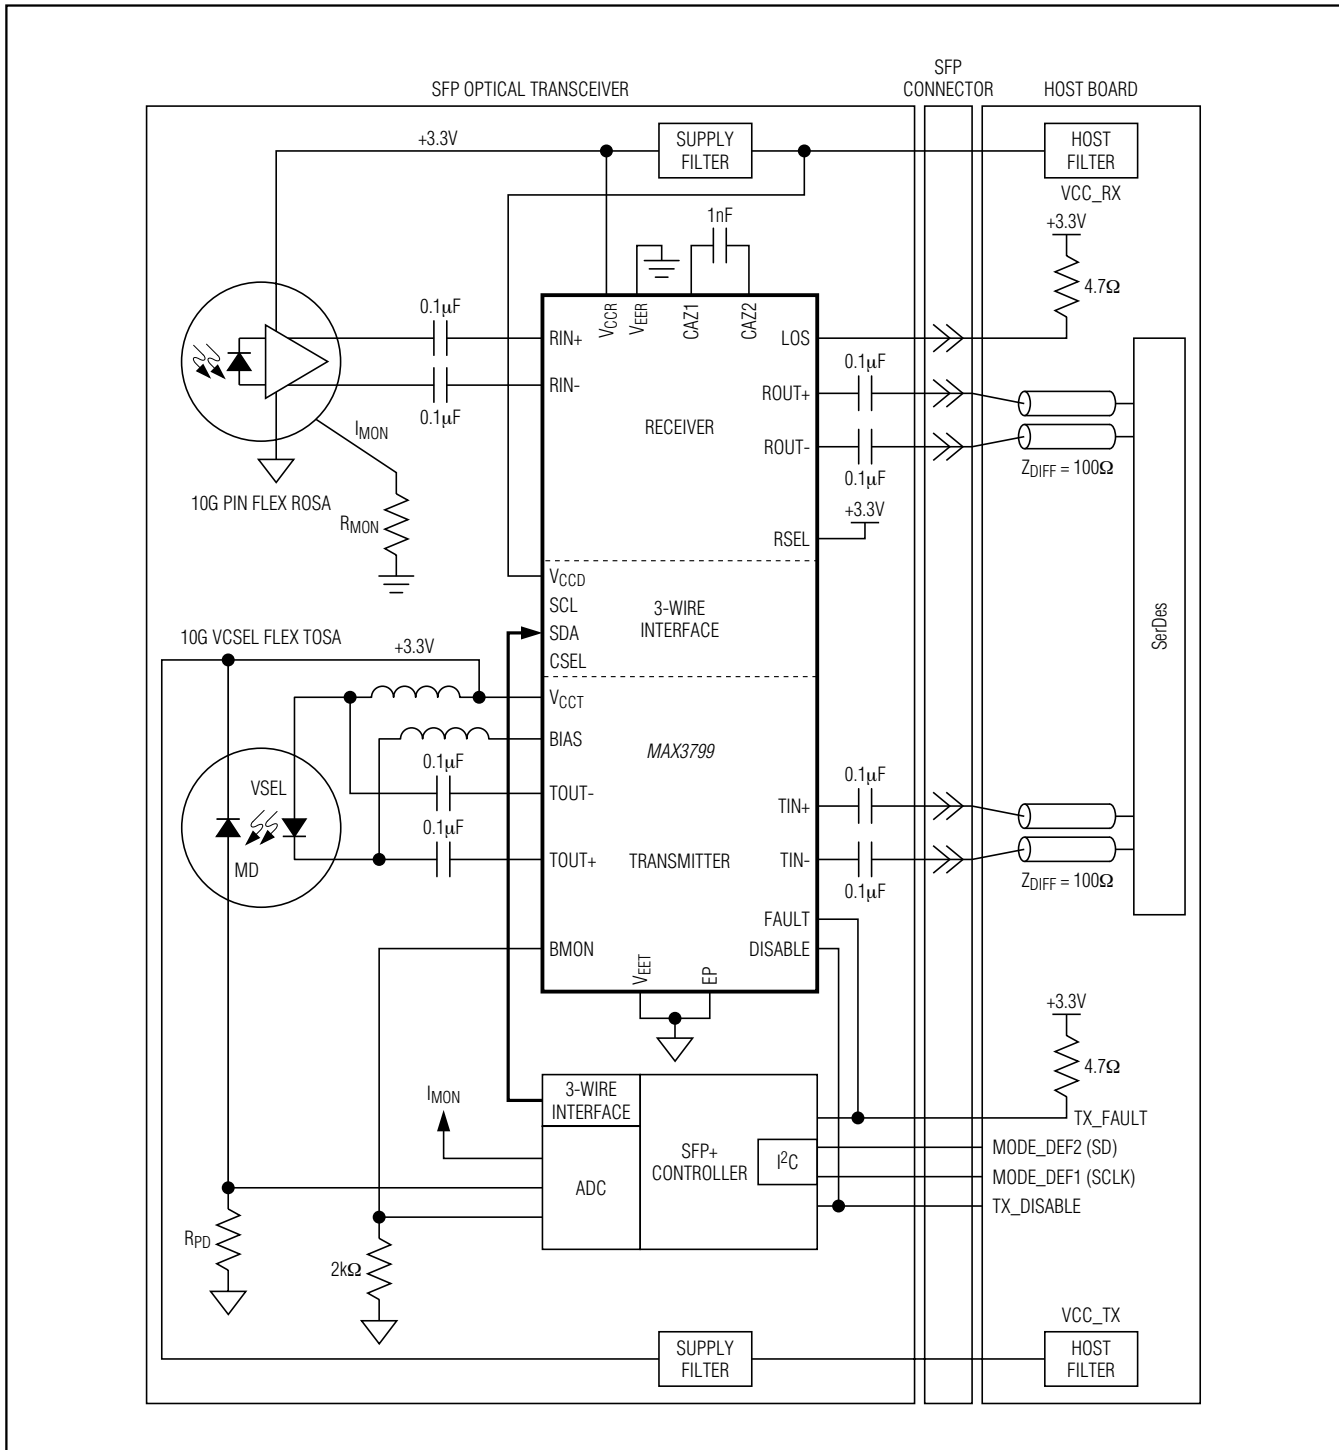 SFP OPTICAL TRANSCEIVER
SFP
CONNECTOR
HOST BOARD
+3.3V
SUPPLY
FILTER
HOST
FILTER
VCC_RX
1nF
+3.3V
4.7Ω
VCCR
VEER
CAZ1
CAZ2
0.1µF
0.1µF
RIN+
RIN-
LOS
0.1µF
ROUT+
ROUT-
0.1µF
RECEIVER
ZDIFF = 100Ω
IMON
10G PIN FLEX ROSA
RMON
+3.3V
RSEL
VCCD
SCL
SDA
CSEL
3-WIRE
INTERFACE
SerDes
10G VCSEL FLEX TOSA
+3.3V
VCCT
BIAS
MAX3799
0.1µF
TOUT-
0.1µF
TOUT+
VSEL
MD
TRANSMITTER
0.1µF
TIN+
TIN-
0.1µF
ZDIFF = 100Ω
FAULT
DISABLE
BMON
VEET
EP
+3.3V
4.7Ω
IMON
3-WIRE
INTERFACE
ADC
SFP+
CONTROLLER
I2C
TX_FAULT
MODE_DEF2 (SD)
MODE_DEF1 (SCLK)
TX_DISABLE
RPD
2kΩ
VCC_TX
SUPPLY
FILTER
HOST
FILTER